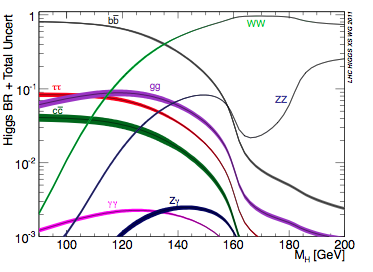 Higgs BR + Total Uncert
LHC HIGGS XS WG 2011
1
10⁻¹
10⁻²
10⁻³
bb̄
WW
ττ
gg
cc̄
ZZ
γγ
Zγ
100 120 140 160 180 200
M_H [GeV]